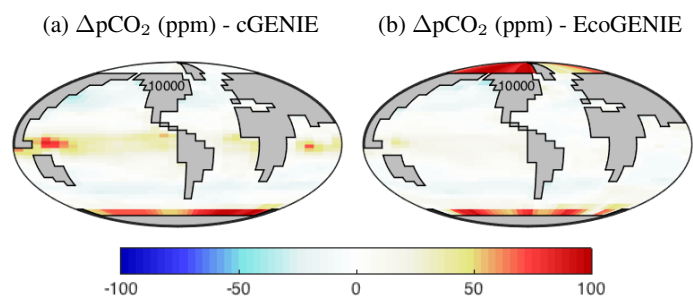 (a) ΔpCO₂ (ppm) - cGENIE
(b) ΔpCO₂ (ppm) - EcoGENIE
10000
10000
-100 -50 0 50 100